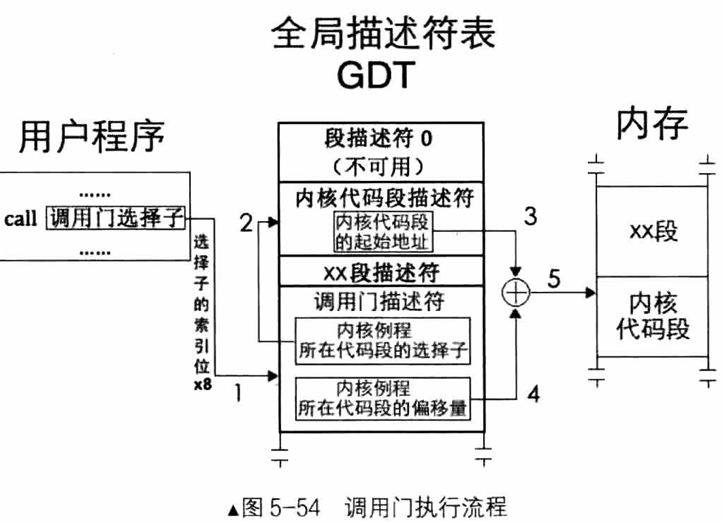 全局描述符表
GDT
用户程序
......
call 调用门选择子
......
选择子的索引位x8
1
2
段描述符 0
（不可用）
内核代码段描述符
内核代码段
的起始地址
xx段描述符
调用门描述符
内核例程
所在代码段的选择子
内核例程
所在代码段的偏移量
3
4
5
内存
xx段
内核
代码段
▲图 5-54 调用门执行流程